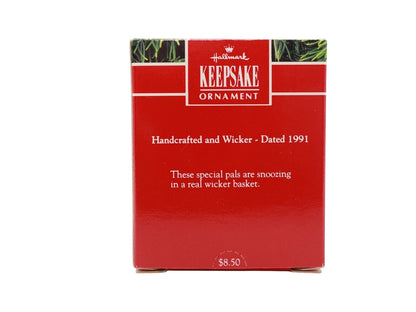 Hallmark
KEEPSAKE
ORNAMENT
Handcrafted and Wicker - Dated 1991
These special pals are snoozing
in a real wicker basket.
$8.50